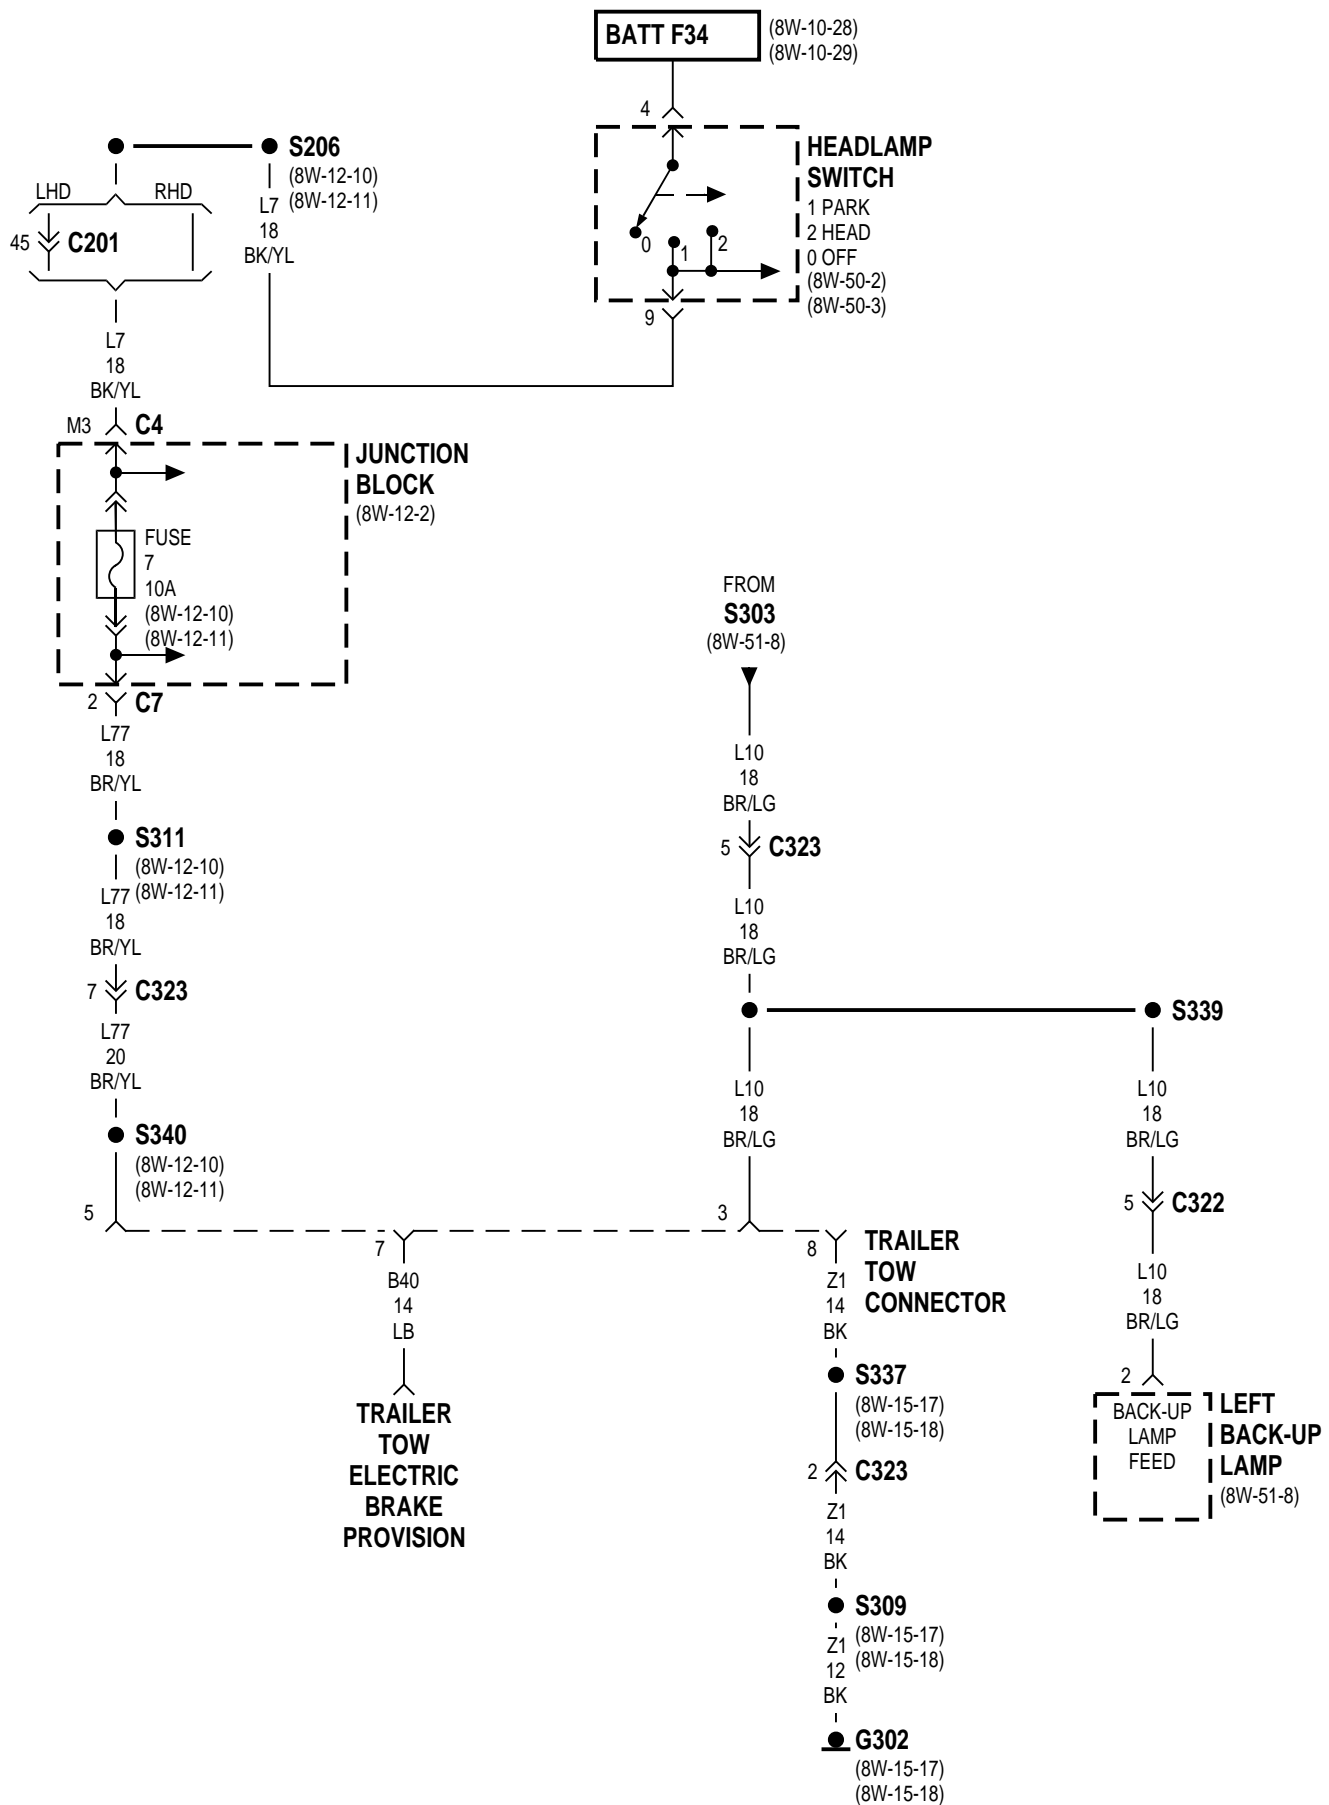 BATT F34
(8W-10-28)
(8W-10-29)
4
HEADLAMP
SWITCH
1 PARK
2 HEAD
0 OFF
(8W-50-2)
(8W-50-3)
0
1
2
9
S206
(8W-12-10)
(8W-12-11)
L7
18
BK/YL
LHD
RHD
45
C201
L7
18
BK/YL
M3
C4
JUNCTION
BLOCK
(8W-12-2)
FUSE
7
10A
(8W-12-10)
(8W-12-11)
2
C7
L77
18
BR/YL
S311
(8W-12-10)
(8W-12-11)
L77
18
BR/YL
7
C323
L77
20
BR/YL
S340
(8W-12-10)
(8W-12-11)
5
FROM
S303
(8W-51-8)
L10
18
BR/LG
5
C323
L10
18
BR/LG
S339
L10
18
BR/LG
3
L10
18
BR/LG
5
C322
L10
18
BR/LG
2
BACK-UP
LAMP
FEED
LEFT
BACK-UP
LAMP
(8W-51-8)
7
B40
14
LB
TRAILER
TOW
ELECTRIC
BRAKE
PROVISION
8
TRAILER
TOW
CONNECTOR
Z1
14
BK
S337
(8W-15-17)
(8W-15-18)
2
C323
Z1
14
BK
S309
(8W-15-17)
(8W-15-18)
Z1
12
BK
G302
(8W-15-17)
(8W-15-18)